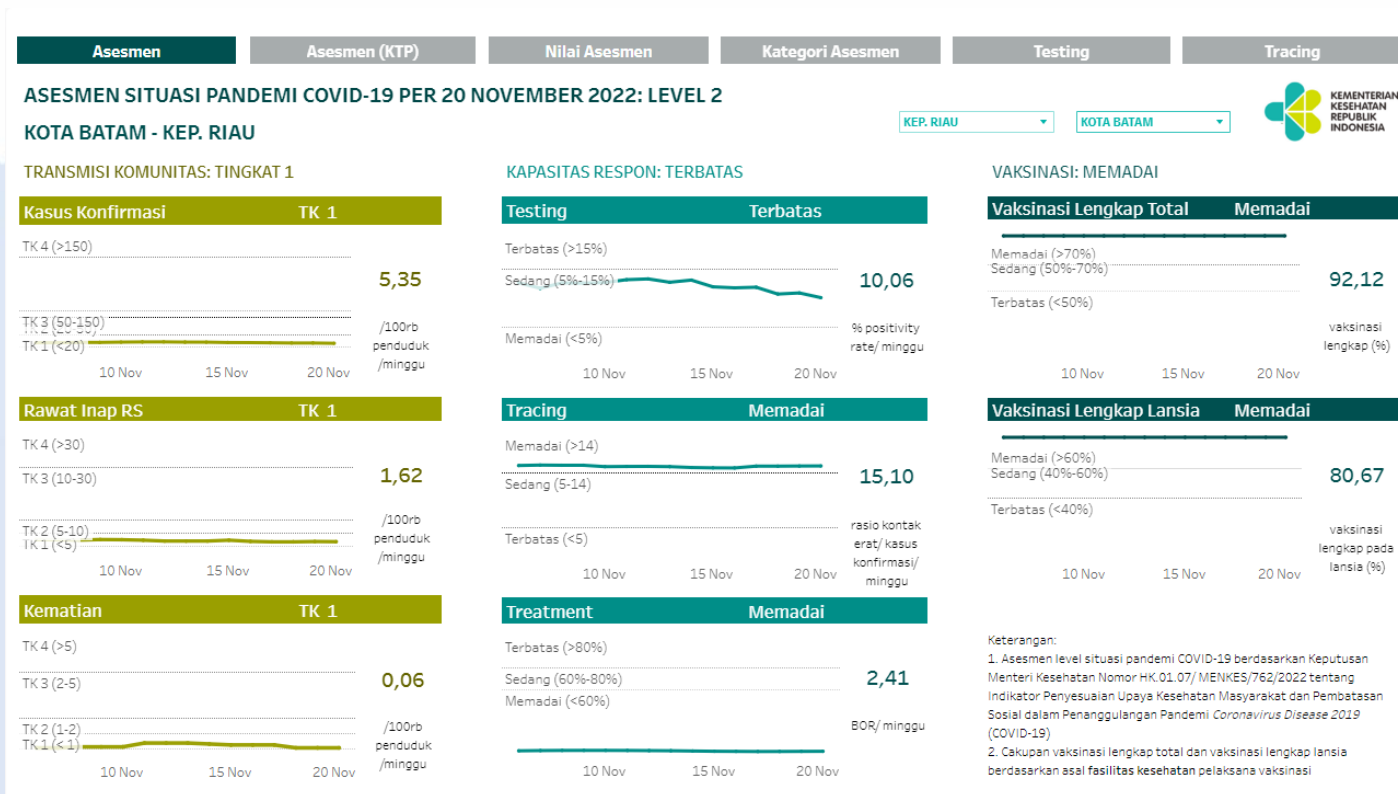 Asesmen
Asesmen (KTP)
Nilai Asesmen
Kategori Asesmen
Testing
Tracing
ASESMEN SITUASI PANDEMI COVID-19 PER 20 NOVEMBER 2022: LEVEL 2
KOTA BATAM - KEP. RIAU
KEP. RIAU
KOTA BATAM
KEMENTERIAN
KESEHATAN
REPUBLIK
INDONESIA
TRANSMISI KOMUNITAS: TINGKAT 1
Kasus Konfirmasi TK 1
TK 4 (>150)
TK 3 (50-150)
TK 1 (<20)
5,35
/100rb
penduduk
/minggu
10 Nov 15 Nov 20 Nov
Rawat Inap RS TK 1
TK 4 (>30)
TK 3 (10-30)
TK 2 (5-10)
TK 1 (<5)
1,62
/100rb
penduduk
/minggu
10 Nov 15 Nov 20 Nov
Kematian TK 1
TK 4 (>5)
TK 3 (2-5)
TK 2 (1-2)
TK 1 (<1)
0,06
/100rb
penduduk
/minggu
10 Nov 15 Nov 20 Nov
KAPASITAS RESPON: TERBATAS
Testing Terbatas
Terbatas (>15%)
Sedang (5%-15%)
Memadai (<5%)
10,06
% positivity
rate/ minggu
10 Nov 15 Nov 20 Nov
Tracing Memadai
Memadai (>14)
Sedang (5-14)
Terbatas (<5)
15,10
rasio kontak
erat/ kasus
konfirmasi/
minggu
10 Nov 15 Nov 20 Nov
Treatment Memadai
Terbatas (>80%)
Sedang (60%-80%)
Memadai (<60%)
2,41
BOR/ minggu
10 Nov 15 Nov 20 Nov
VAKSINASI: MEMADAI
Vaksinasi Lengkap Total Memadai
Memadai (>70%)
Sedang (50%-70%)
Terbatas (<50%)
92,12
vaksinasi
lengkap (%)
10 Nov 15 Nov 20 Nov
Vaksinasi Lengkap Lansia Memadai
Memadai (>60%)
Sedang (40%-60%)
Terbatas (<40%)
80,67
vaksinasi
lengkap pada
lansia (%)
10 Nov 15 Nov 20 Nov
Keterangan:
1. Asesmen level situasi pandemi COVID-19 berdasarkan Keputusan
Menteri Kesehatan Nomor HK.01.07/ MENKES/762/2022 tentang
Indikator Penyesuaian Upaya Kesehatan Masyarakat dan Pembatasan
Sosial dalam Penanggulangan Pandemi Coronavirus Disease 2019
(COVID-19)
2. Cakupan vaksinasi lengkap total dan vaksinasi lengkap lansia
berdasarkan asal fasilitas kesehatan pelaksana vaksinasi